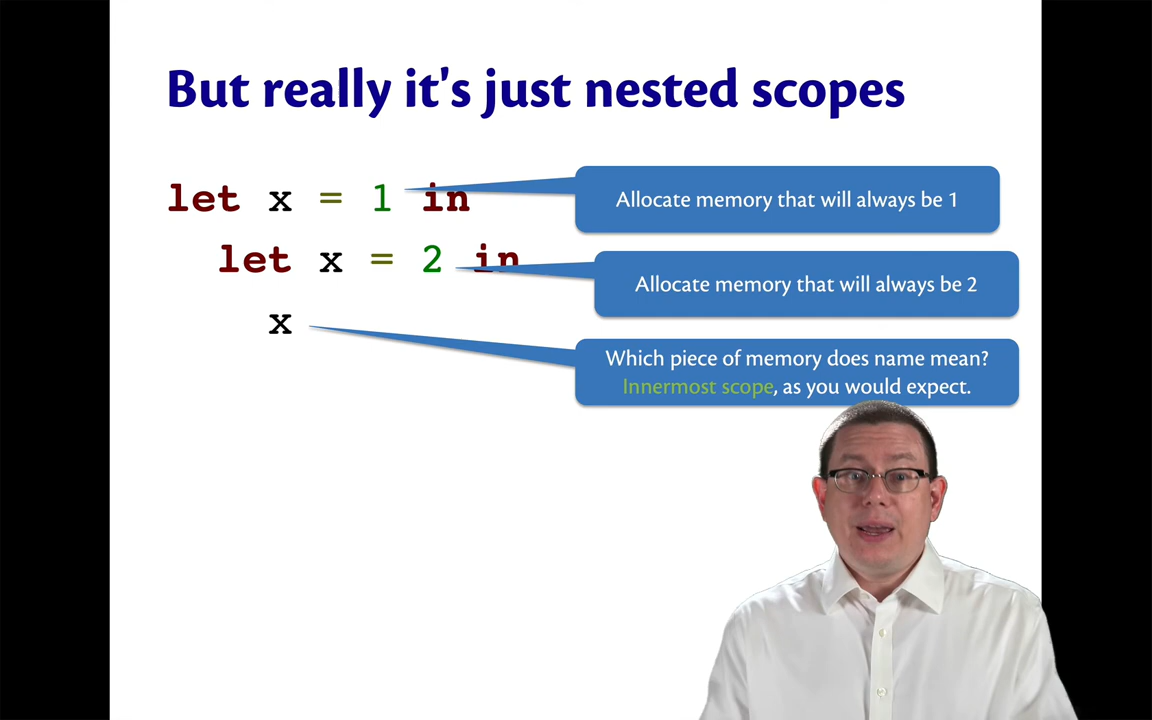 But really it's just nested scopes
let x = 1 in
Allocate memory that will always be 1
let x = 2 in
Allocate memory that will always be 2
x
Which piece of memory does name mean?
Innermost scope, as you would expect.